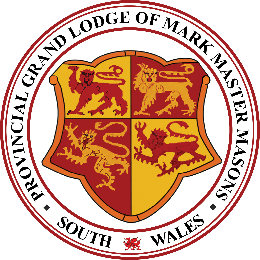 • PROVINCIAL GRAND LODGE OF MARK MASTER MASONS •
SOUTH WALES